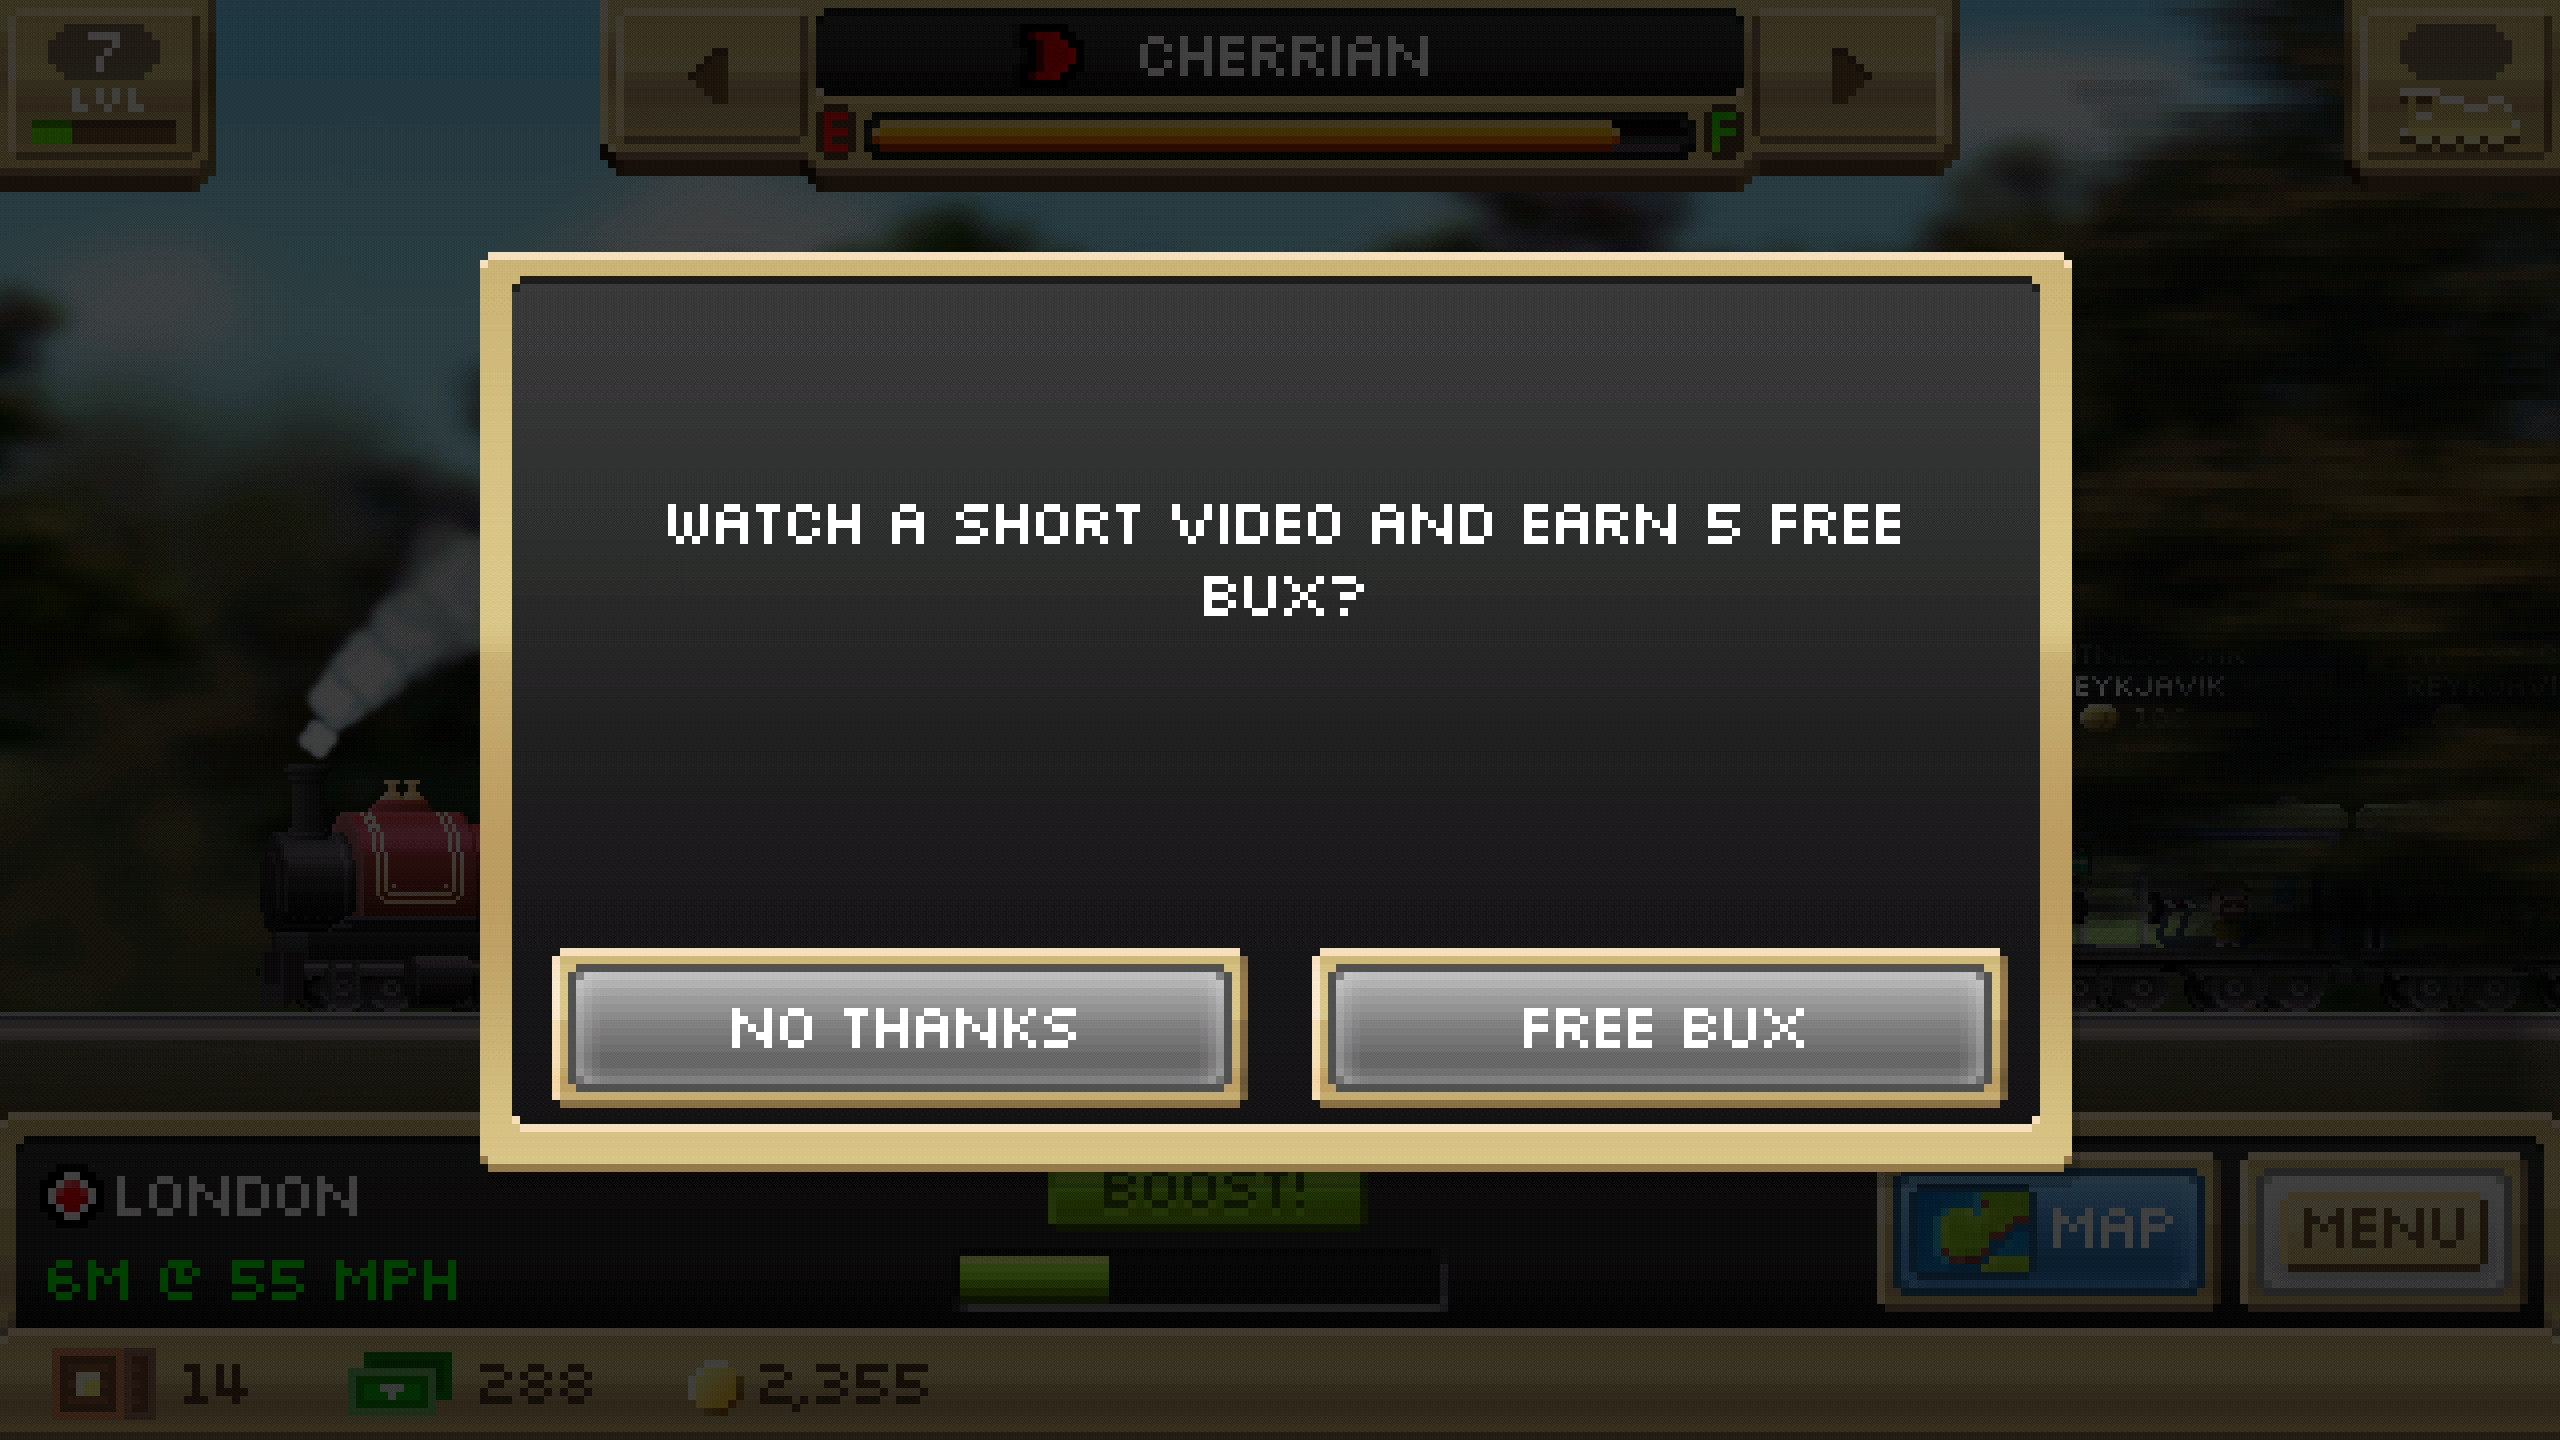 7
LVL
CHERRIAN
E
F
WATCH A SHORT VIDEO AND EARN 5 FREE
BUX?
EYKJAVIK
REYKJAVI
NO THANKS
FREE BUX
LONDON
BOOST!
MAP
MENU
6M @ 55 MPH
14
288
2,355